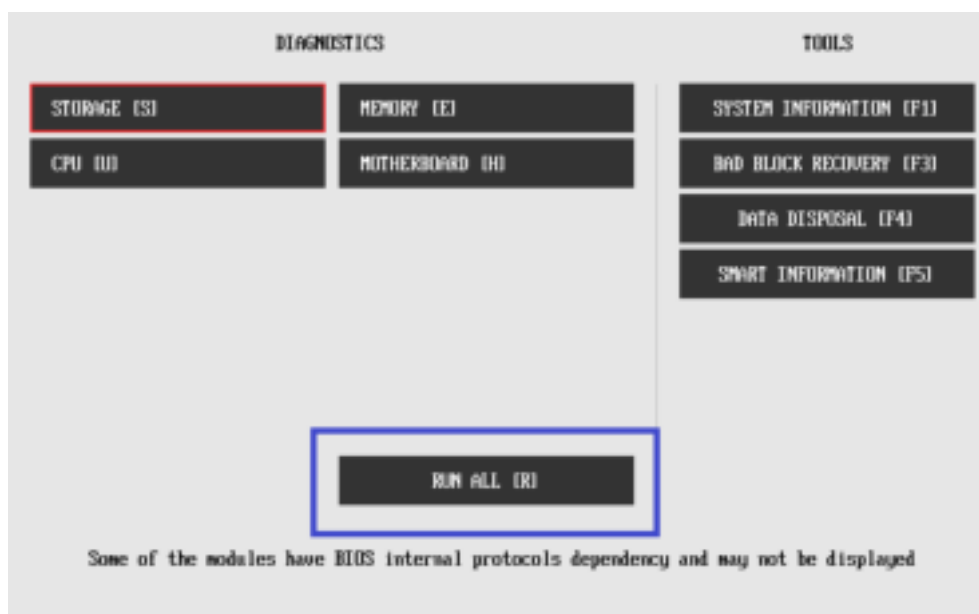 DIAGNOSTICS
TOOLS
STORAGE [S]
MEMORY [E]
CPU [U]
MOTHERBOARD [H]
SYSTEM INFORMATION [F1]
BAD BLOCK RECOVERY [F3]
DATA DISPOSAL [F4]
SMART INFORMATION [F5]
RUN ALL [R]
Some of the modules have BIOS internal protocols dependency and may not be displayed